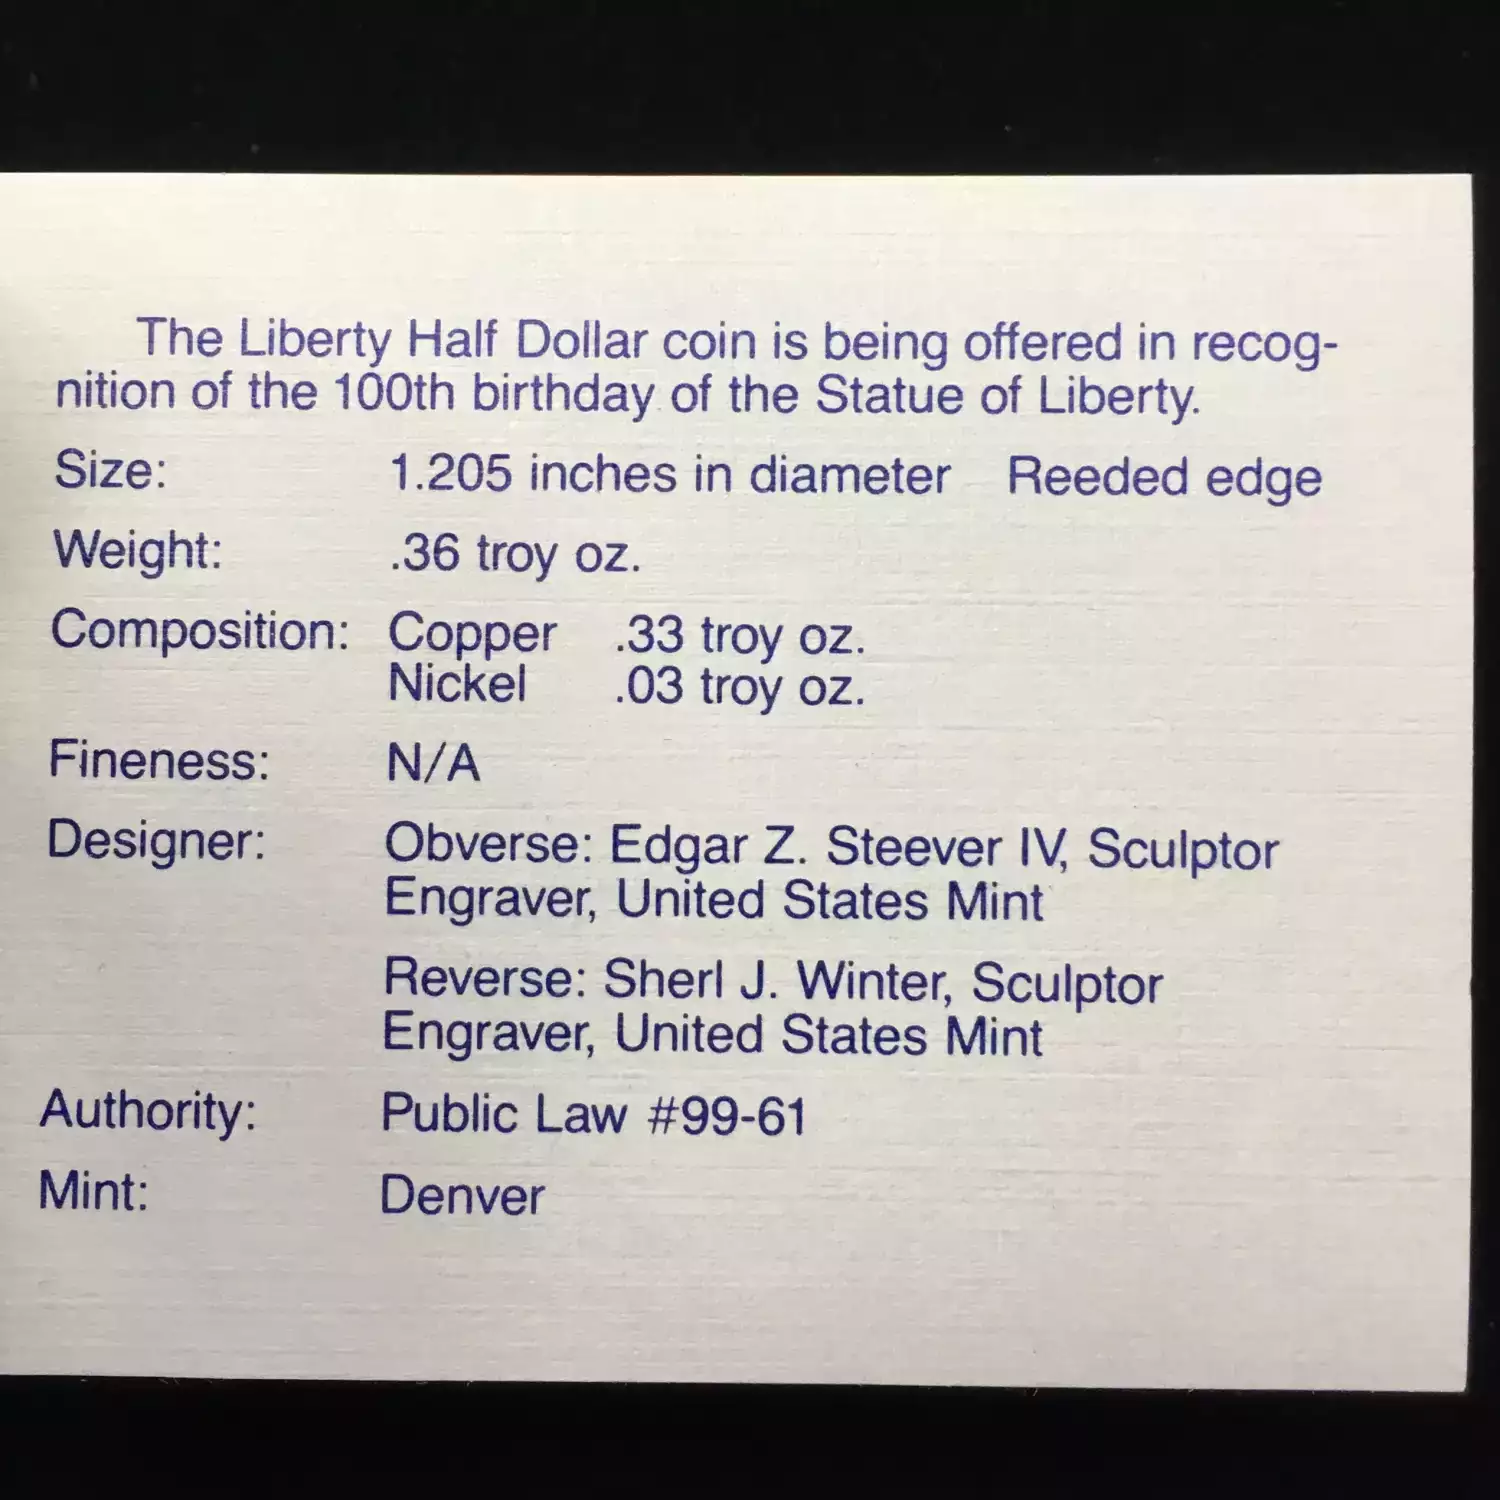 The Liberty Half Dollar coin is being offered in recog-
nition of the 100th birthday of the Statue of Liberty.
Size: 1.205 inches in diameter Reeded edge
Weight: .36 troy oz.
Composition: Copper .33 troy oz.
Nickel .03 troy oz.
Fineness: N/A
Designer: Obverse: Edgar Z. Steever IV, Sculptor
Engraver, United States Mint
Reverse: Sherl J. Winter, Sculptor
Engraver, United States Mint
Authority: Public Law #99-61
Mint: Denver